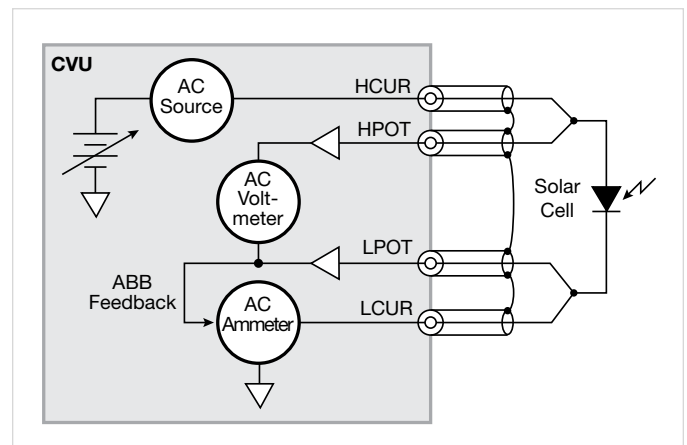 CVU
AC
Source
HCUR
HPOT
AC
Volt-
meter
LPOT
ABB
Feedback
AC
Ammeter
LCUR
Solar
Cell